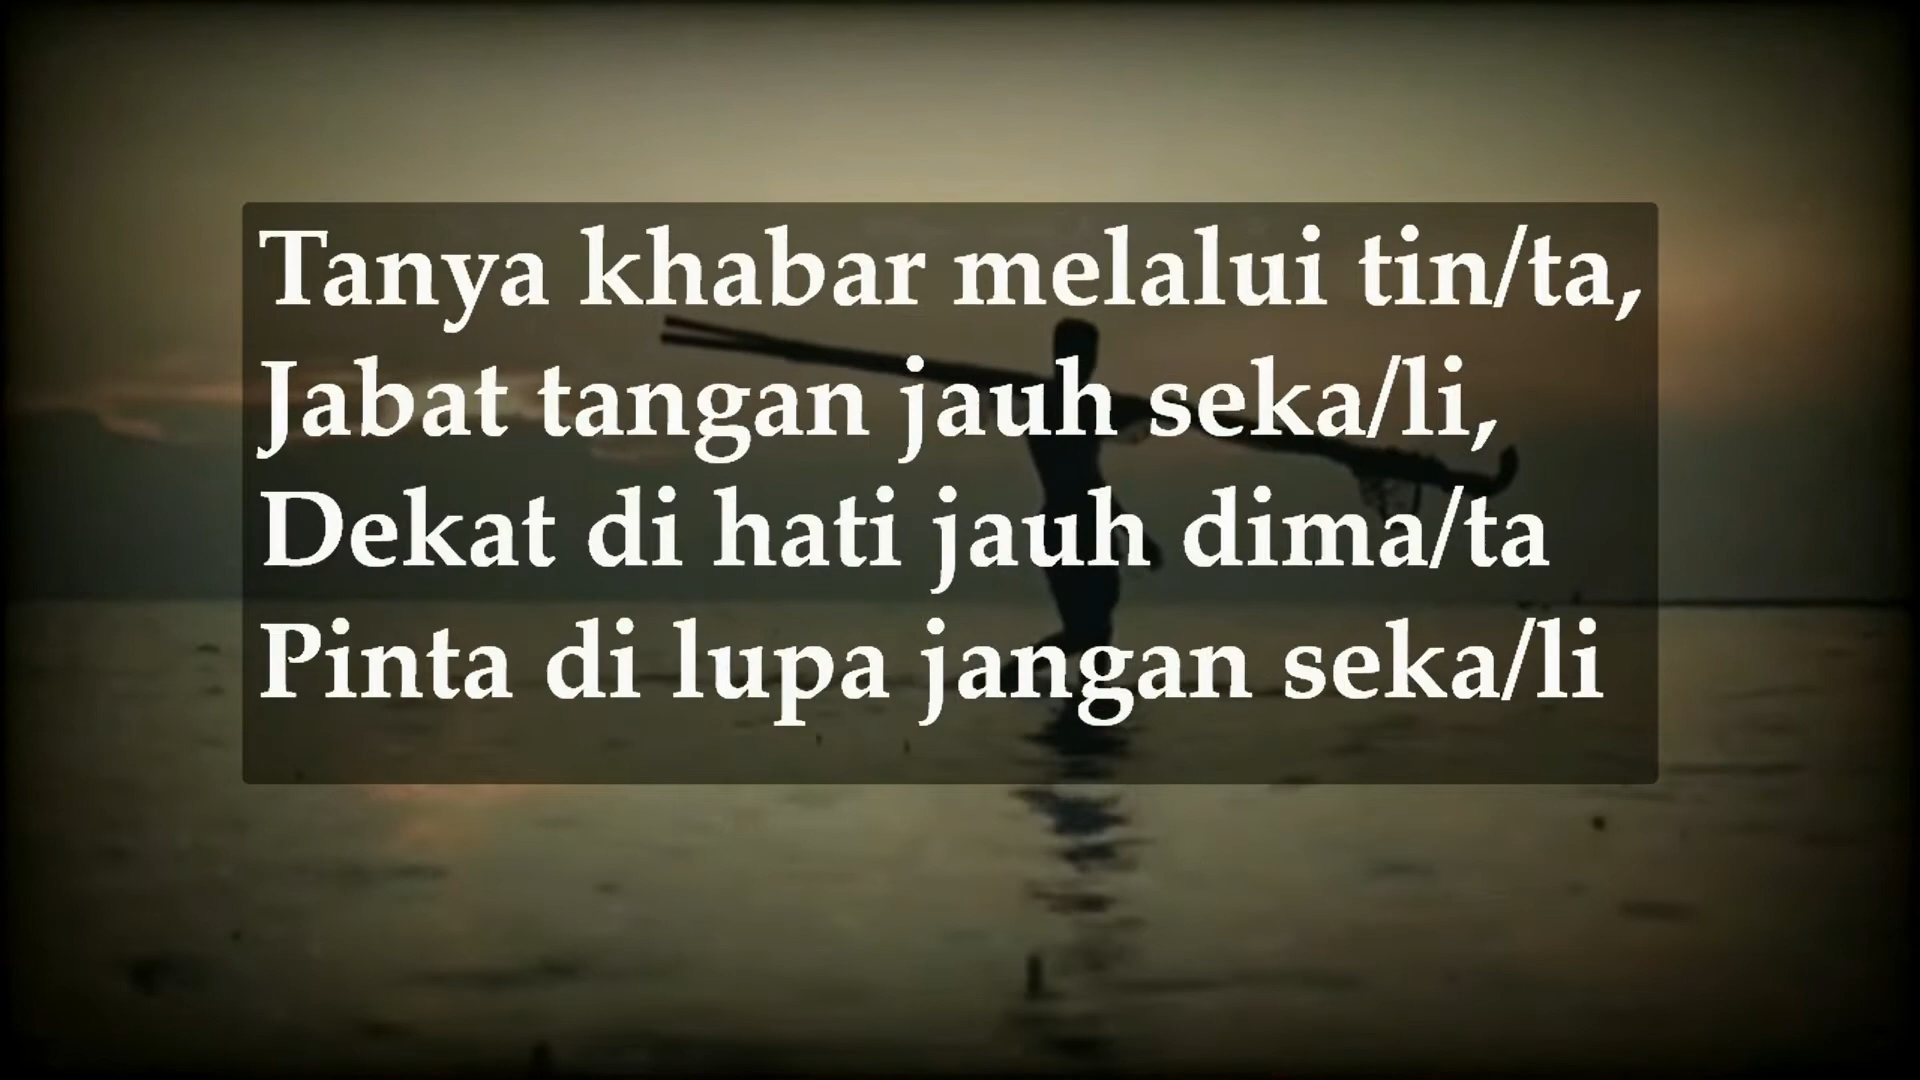 Tanya khabar melalui tin/ta,
Jabat tangan jauh seka/li,
Dekat di hati jauh dima/ta
Pinta di lupa jangan seka/li